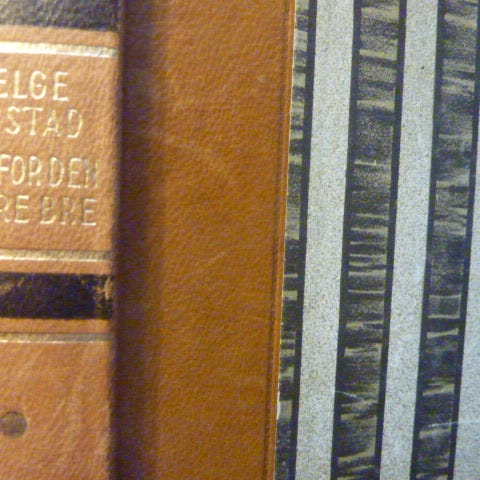 ELGE
STAD
FOR DEN
RE BRE